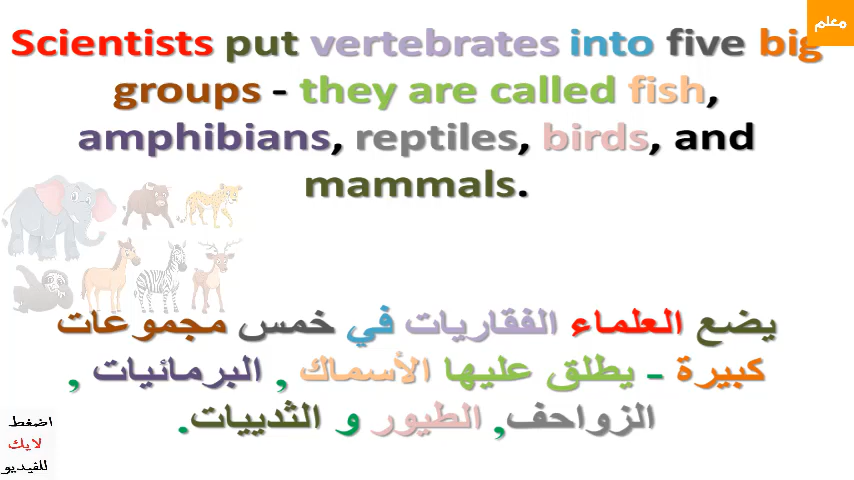 معلم
Scientists put vertebrates into five big
groups - they are called fish,
amphibians, reptiles, birds, and
mammals.
يضع العلماء الفقاريات في خمس مجموعات
كبيرة - يطلق عليها الأسماك , البرمائيات ,
الزواحف, الطيور و الثدييات.
اضغط
لايك
للفيديو